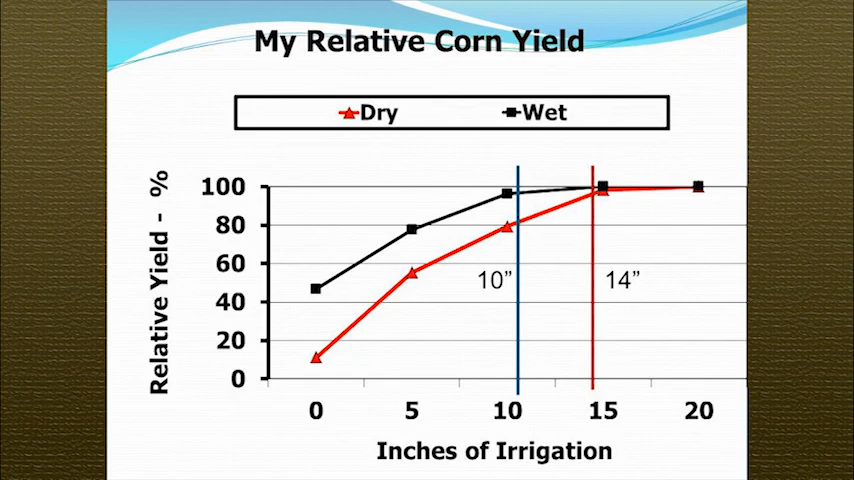 My Relative Corn Yield
Dry Wet
Relative Yield - %
100
80
60
40
20
0
10” 14”
0 5 10 15 20
Inches of Irrigation